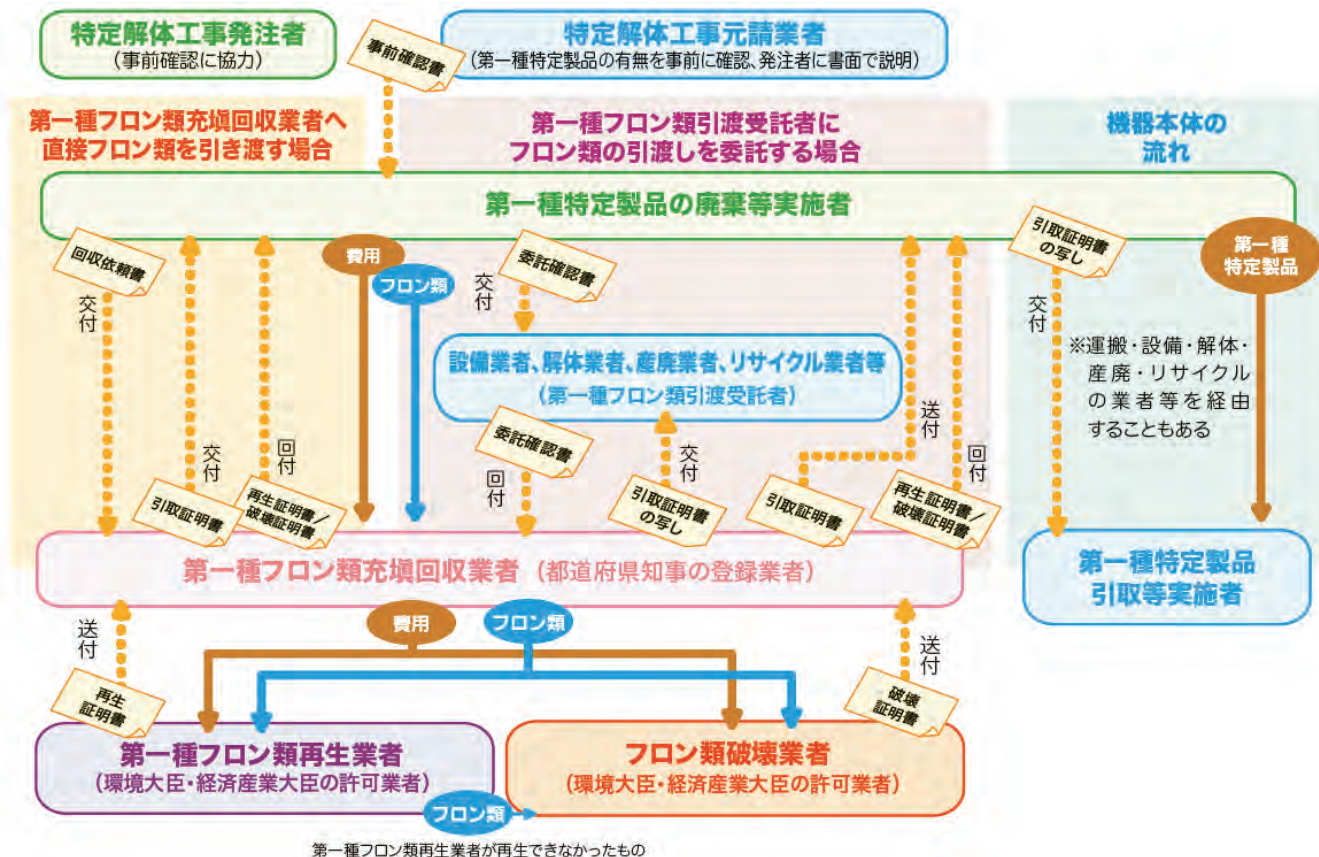 特定解体工事発注者
（事前確認に協力）
事前確認書
特定解体工事元請業者
（第一種特定製品の有無を事前に確認、発注者に書面で説明）
第一種フロン類充塡回収業者へ
直接フロン類を引き渡す場合
第一種フロン類引渡受託者に
フロン類の引渡しを委託する場合
機器本体の
流れ
第一種特定製品の廃棄等実施者
回収依頼書
交付
引取証明書
交付
再生証明書／
破壊証明書
回付
費用
フロン類
委託確認書
交付
設備業者、解体業者、産廃業者、リサイクル業者等
（第一種フロン類引渡受託者）
委託確認書
回付
引取証明書
の写し
交付
引取証明書
送付
再生証明書／
破壊証明書
回付
引取証明書
の写し
交付
第一種
特定製品
※運搬・設備・解体・
産廃・リサイクル
の業者等を経由
することもある
第一種フロン類充塡回収業者（都道府県知事の登録業者）
第一種特定製品
引取等実施者
送付
再生
証明書
費用
フロン類
送付
破壊
証明書
第一種フロン類再生業者
（環境大臣・経済産業大臣の許可業者）
フロン類破壊業者
（環境大臣・経済産業大臣の許可業者）
フロン類
第一種フロン類再生業者が再生できなかったもの